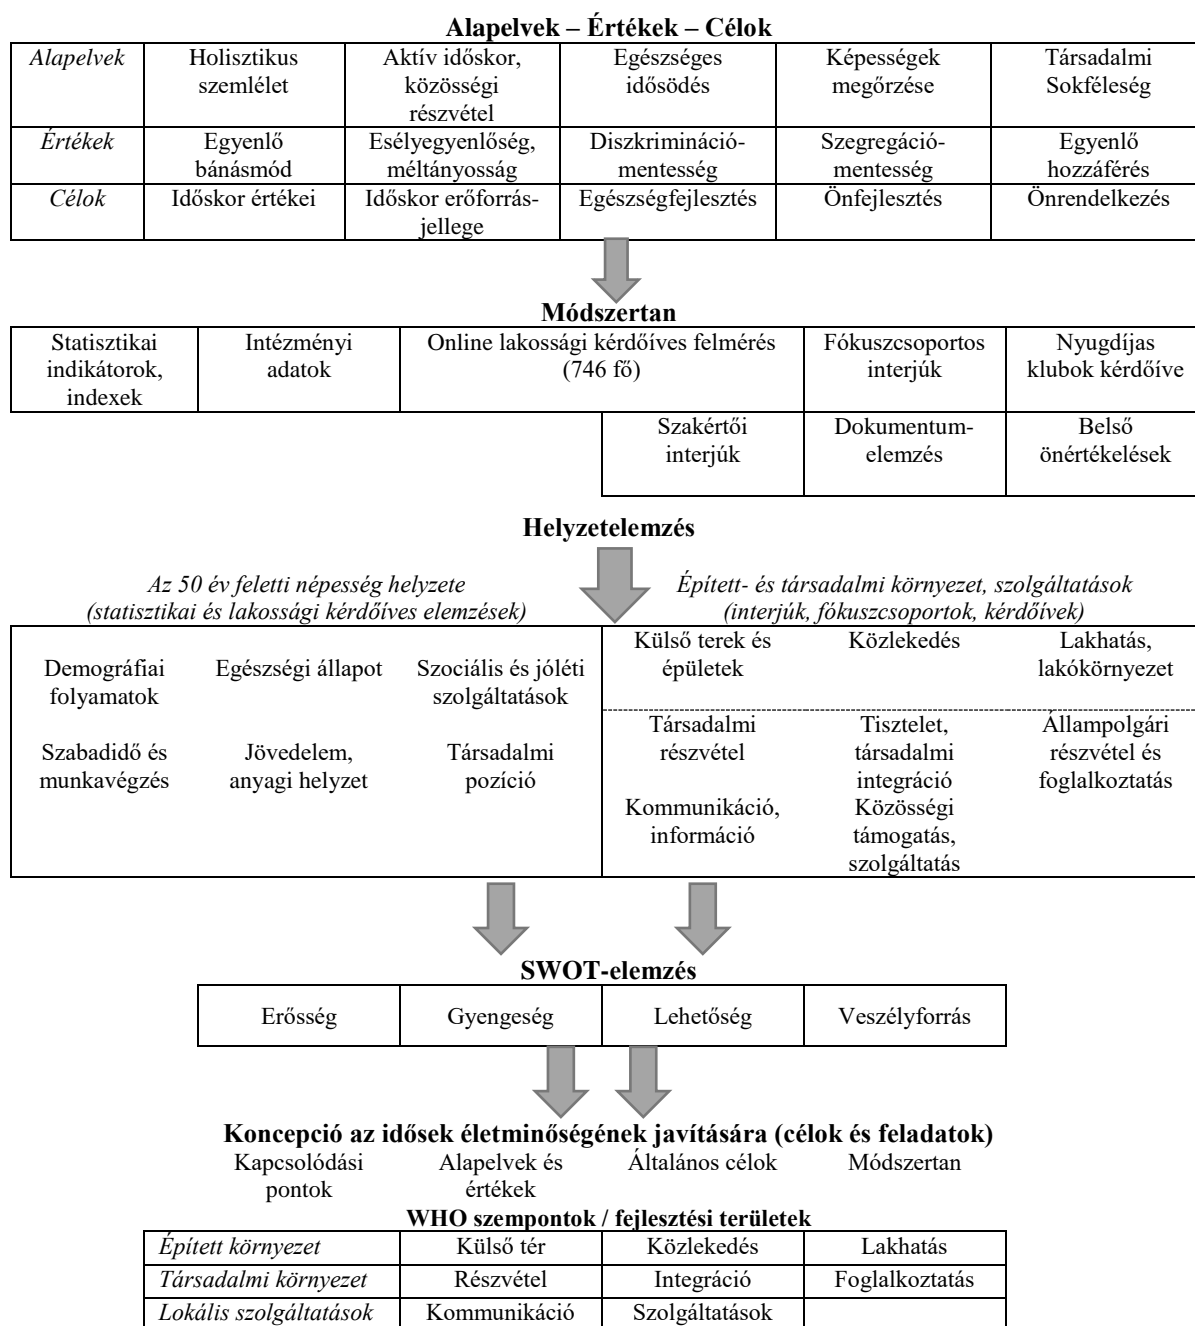 Alapelvek – Értékek – Célok
Alapelvek
Holisztikus
szemlélet
Aktív időskor,
közösségi
részvétel
Egészséges
idősödés
Képességek
megőrzése
Társadalmi
Sokféleség
Értékek
Egyenlő
bánásmód
Esélyegyenlőség,
méltányosság
Diszkrimináció-
mentesség
Szegregáció-
mentesség
Egyenlő
hozzáférés
Célok
Időskor értékei
Időskor erőforrás-
jellege
Egészségfejlesztés
Önfejlesztés
Önrendelkezés
Módszertan
Statisztikai
indikátorok,
indexek
Intézményi
adatok
Online lakossági kérdőíves felmérés
(746 fő)
Fókuszcsoportos
interjúk
Nyugdíjas
klubok kérdőíve
Szakértői
interjúk
Dokumentum-
elemzés
Belső
önértékelések
Helyzetelemzés
Az 50 év feletti népesség helyzete
(statisztikai és lakossági kérdőíves elemzések)
Épített- és társadalmi környezet, szolgáltatások
(interjúk, fókuszcsoportok, kérdőívek)
Demográfiai
folyamatok
Egészségi állapot
Szociális és jóléti
szolgáltatások
Szabadidő és
munkavégzés
Jövedelem,
anyagi helyzet
Társadalmi
pozíció
Külső terek és
épületek
Közlekedés
Lakhatás,
lakókörnyezet
Társadalmi
részvétel
Tisztelet,
társadalmi
integráció
Állampolgári
részvétel és
foglalkoztatás
Kommunikáció,
információ
Közösségi
támogatás,
szolgáltatás
SWOT-elemzés
Erősség
Gyengeség
Lehetőség
Veszélyforrás
Koncepció az idősek életminőségének javítására (célok és feladatok)
Kapcsolódási
pontok
Alapelvek és
értékek
Általános célok
Módszertan
WHO szempontok / fejlesztési területek
Épített környezet
Külső tér
Közlekedés
Lakhatás
Társadalmi környezet
Részvétel
Integráció
Foglalkoztatás
Lokális szolgáltatások
Kommunikáció
Szolgáltatások